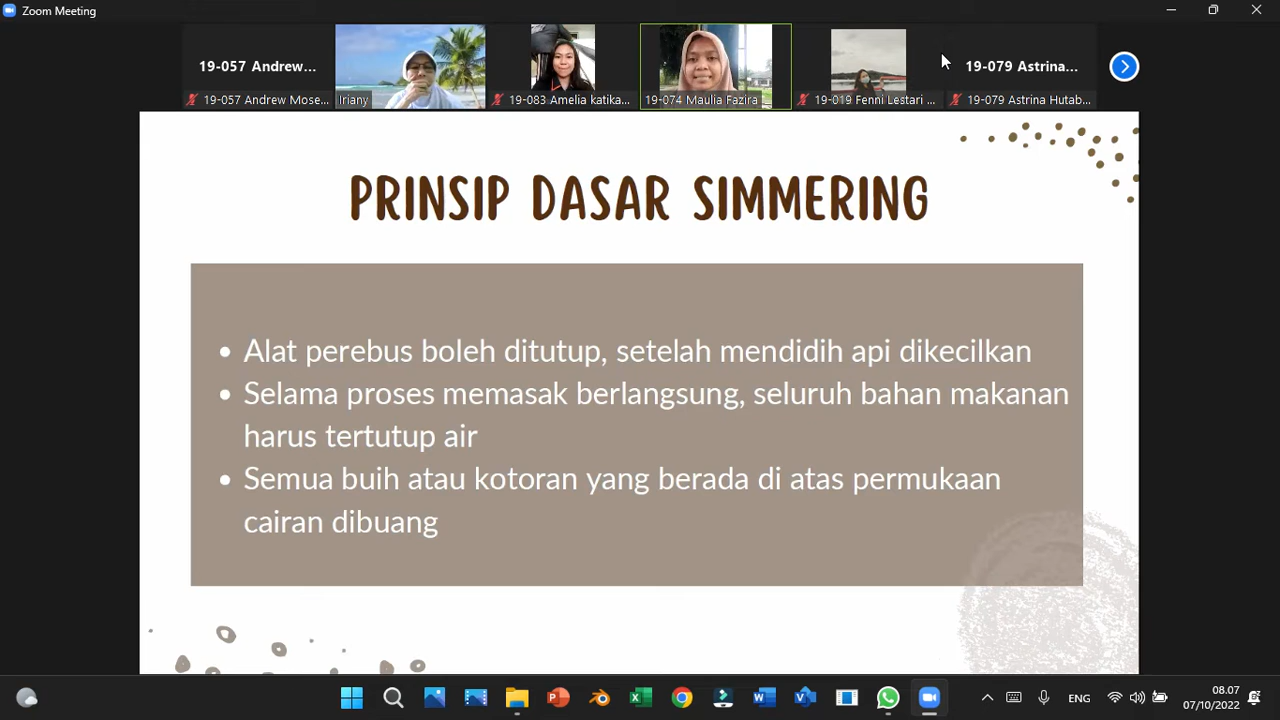 Zoom Meeting
19-057 Andrew...
19-079 Astrina...
19-057 Andrew Mose...
Iriany
19-083 Amelia katika...
19-074 Maulia Fazira
19-019 Fenni Lestari ...
19-079 Astrina Hutab...
PRINSIP DASAR SIMMERING
• Alat perebus boleh ditutup, setelah mendidih api dikecilkan
• Selama proses memasak berlangsung, seluruh bahan makanan
harus tertutup air
• Semua buih atau kotoran yang berada di atas permukaan
cairan dibuang
ENG
08.07
07/10/2022